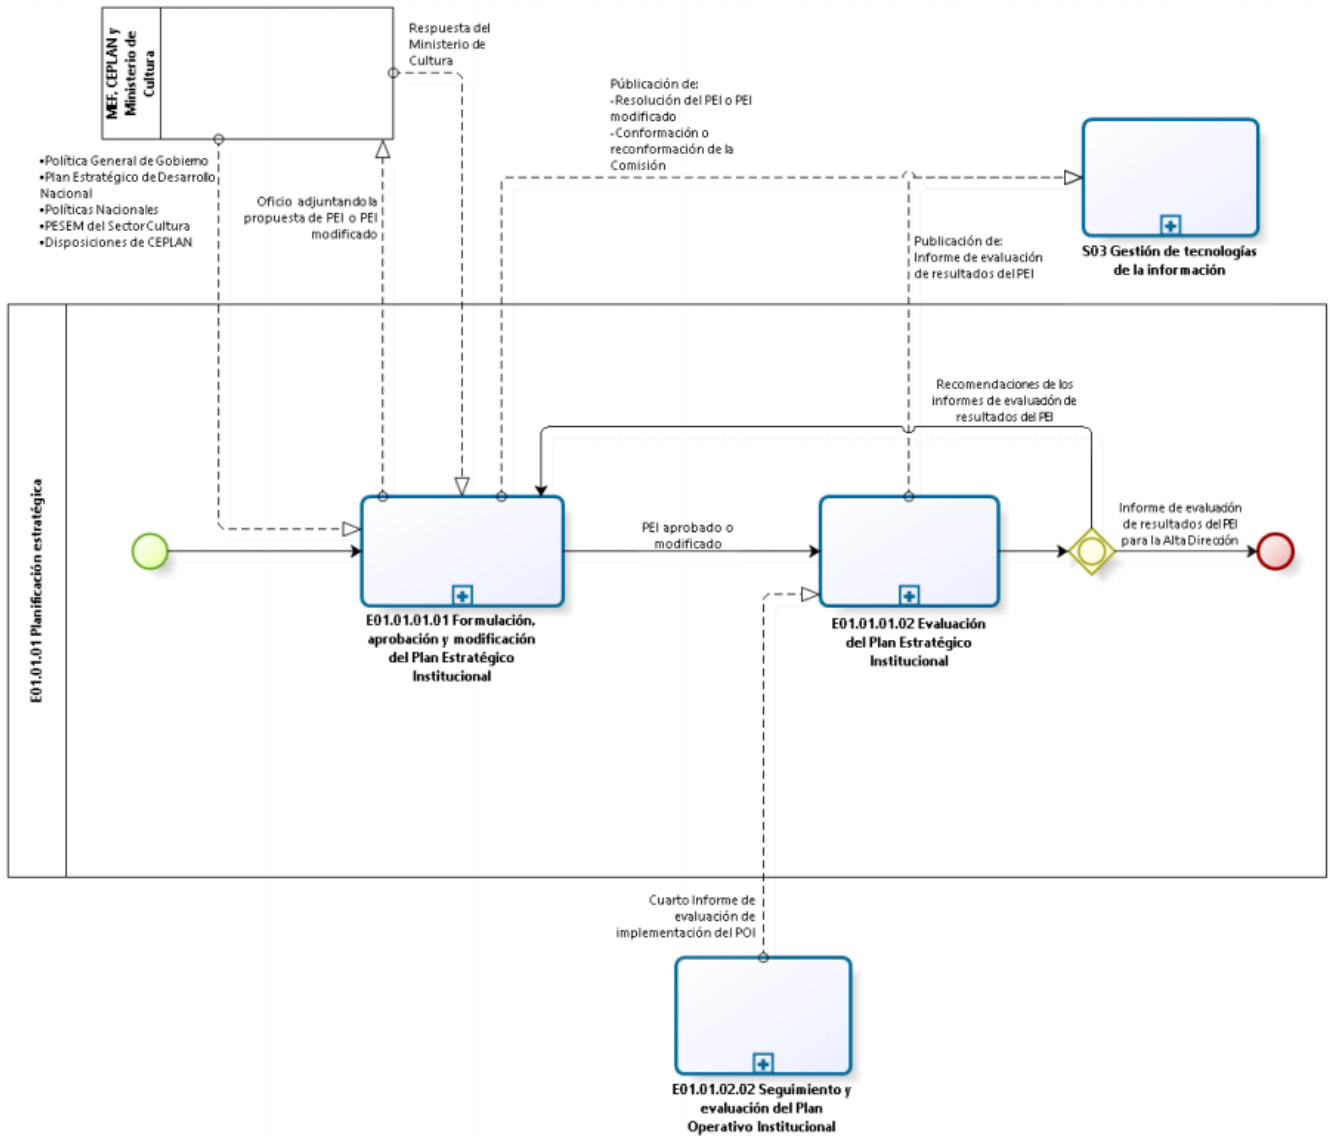 MEF, CEPLAN y
Ministerio de
Cultura
Respuesta del
Ministerio de
Cultura
•Política General de Gobierno
•Plan Estratégico de Desarrollo
Nacional
•Políticas Nacionales
•PESEM del Sector Cultura
•Disposiciones de CEPLAN
Oficio adjuntando la
propuesta de PEI o PEI
modificado
Públicación de:
-Resolución del PEI o PEI
modificado
-Conformación o
reconformación de la
Comisión
S03 Gestión de tecnologías
de la información
Publicación de:
Informe de evaluación
de resultados del PEI
E01.01.01 Planificación estratégica
Recomendaciones de los
informes de evaluación de
resultados del PEI
PEI aprobado o
modificado
Informe de evaluación
de resultados del PEI
para la Alta Dirección
E01.01.01.01 Formulación,
aprobación y modificación
del Plan Estratégico
Institucional
E01.01.01.02 Evaluación
del Plan Estratégico
Institucional
Cuarto Informe de
evaluación de
implementación del POI
E01.01.02.02 Seguimiento y
evaluación del Plan
Operativo Institucional